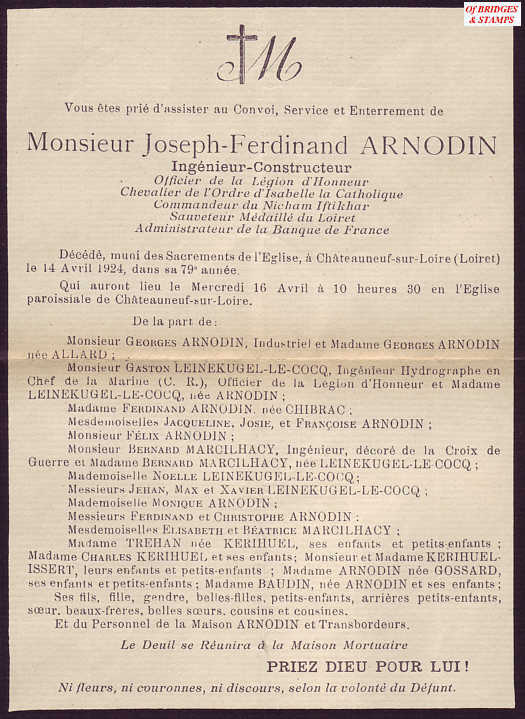 Of BRIDGES
& STAMPS
M
Vous êtes prié d'assister au Convoi, Service et Enterrement de
Monsieur Joseph-Ferdinand ARNODIN
Ingénieur-Constructeur
Officier de la Légion d'Honneur
Chevalier de l'Ordre d'Isabelle la Catholique
Commandeur du Nicham Iftikhar
Sauveteur Médaillé du Loiret
Administrateur de la Banque de France
Décédé, muni des Sacrements de l'Eglise, à Châteauneuf-sur-Loire (Loiret)
le 14 Avril 1924, dans sa 79e année.
Qui auront lieu le Mercredi 16 Avril à 10 heures 30 en l'Eglise
paroissiale de Châteauneuf-sur-Loire.
De la part de :
Monsieur GEORGES ARNODIN, Industriel et Madame GEORGES ARNODIN
née ALLARD ;
Monsieur GASTON LEINEKUGEL-LE-COCQ, Ingénieur Hydrographe en
Chef de la Marine (C. R.), Officier de la Légion d'Honneur et Madame
LEINEKUGEL-LE-COCQ, née ARNODIN ;
Madame FERDINAND ARNODIN, née CHIBRAC ;
Mesdemoiselles JACQUELINE, JOSIE, et FRANÇOISE ARNODIN ;
Monsieur FÉLIX ARNODIN ;
Monsieur BERNARD MARCILHACY, Ingénieur, décoré de la Croix de
Guerre et Madame BERNARD MARCILHACY, née LEINEKUGEL-LE-COCQ ;
Mademoiselle NOELLE LEINEKUGEL-LE-COCQ ;
Messieurs JEHAN, MAX et XAVIER LEINEKUGEL-LE-COCQ ;
Mademoiselle MONIQUE ARNODIN ;
Messieurs FERDINAND et CHRISTOPHE ARNODIN ;
Mesdemoiselles ELISABETH et BÉATRICE MARCILHACY ;
Madame TREHAN née KERIHUEL, ses enfants et petits-enfants ;
Madame CHARLES KERIHUEL et ses enfants ; Monsieur et Madame KERIHUEL-
ISSERT, leurs enfants et petits-enfants ; Madame ARNODIN née GOSSARD,
ses enfants et petits-enfants ; Madame BAUDIN, née ARNODIN et ses enfants ;
Ses fils, fille, gendre, belles-filles, petits-enfants, arrières petits-enfants,
sœur, beaux-frères, belles sœurs, cousins et cousines.
Et du Personnel de la Maison ARNODIN et Transbordeurs.
Le Deuil se Réunira à la Maison Mortuaire
PRIEZ DIEU POUR LUI !
Ni fleurs, ni couronnes, ni discours, selon la volonté du Défunt.